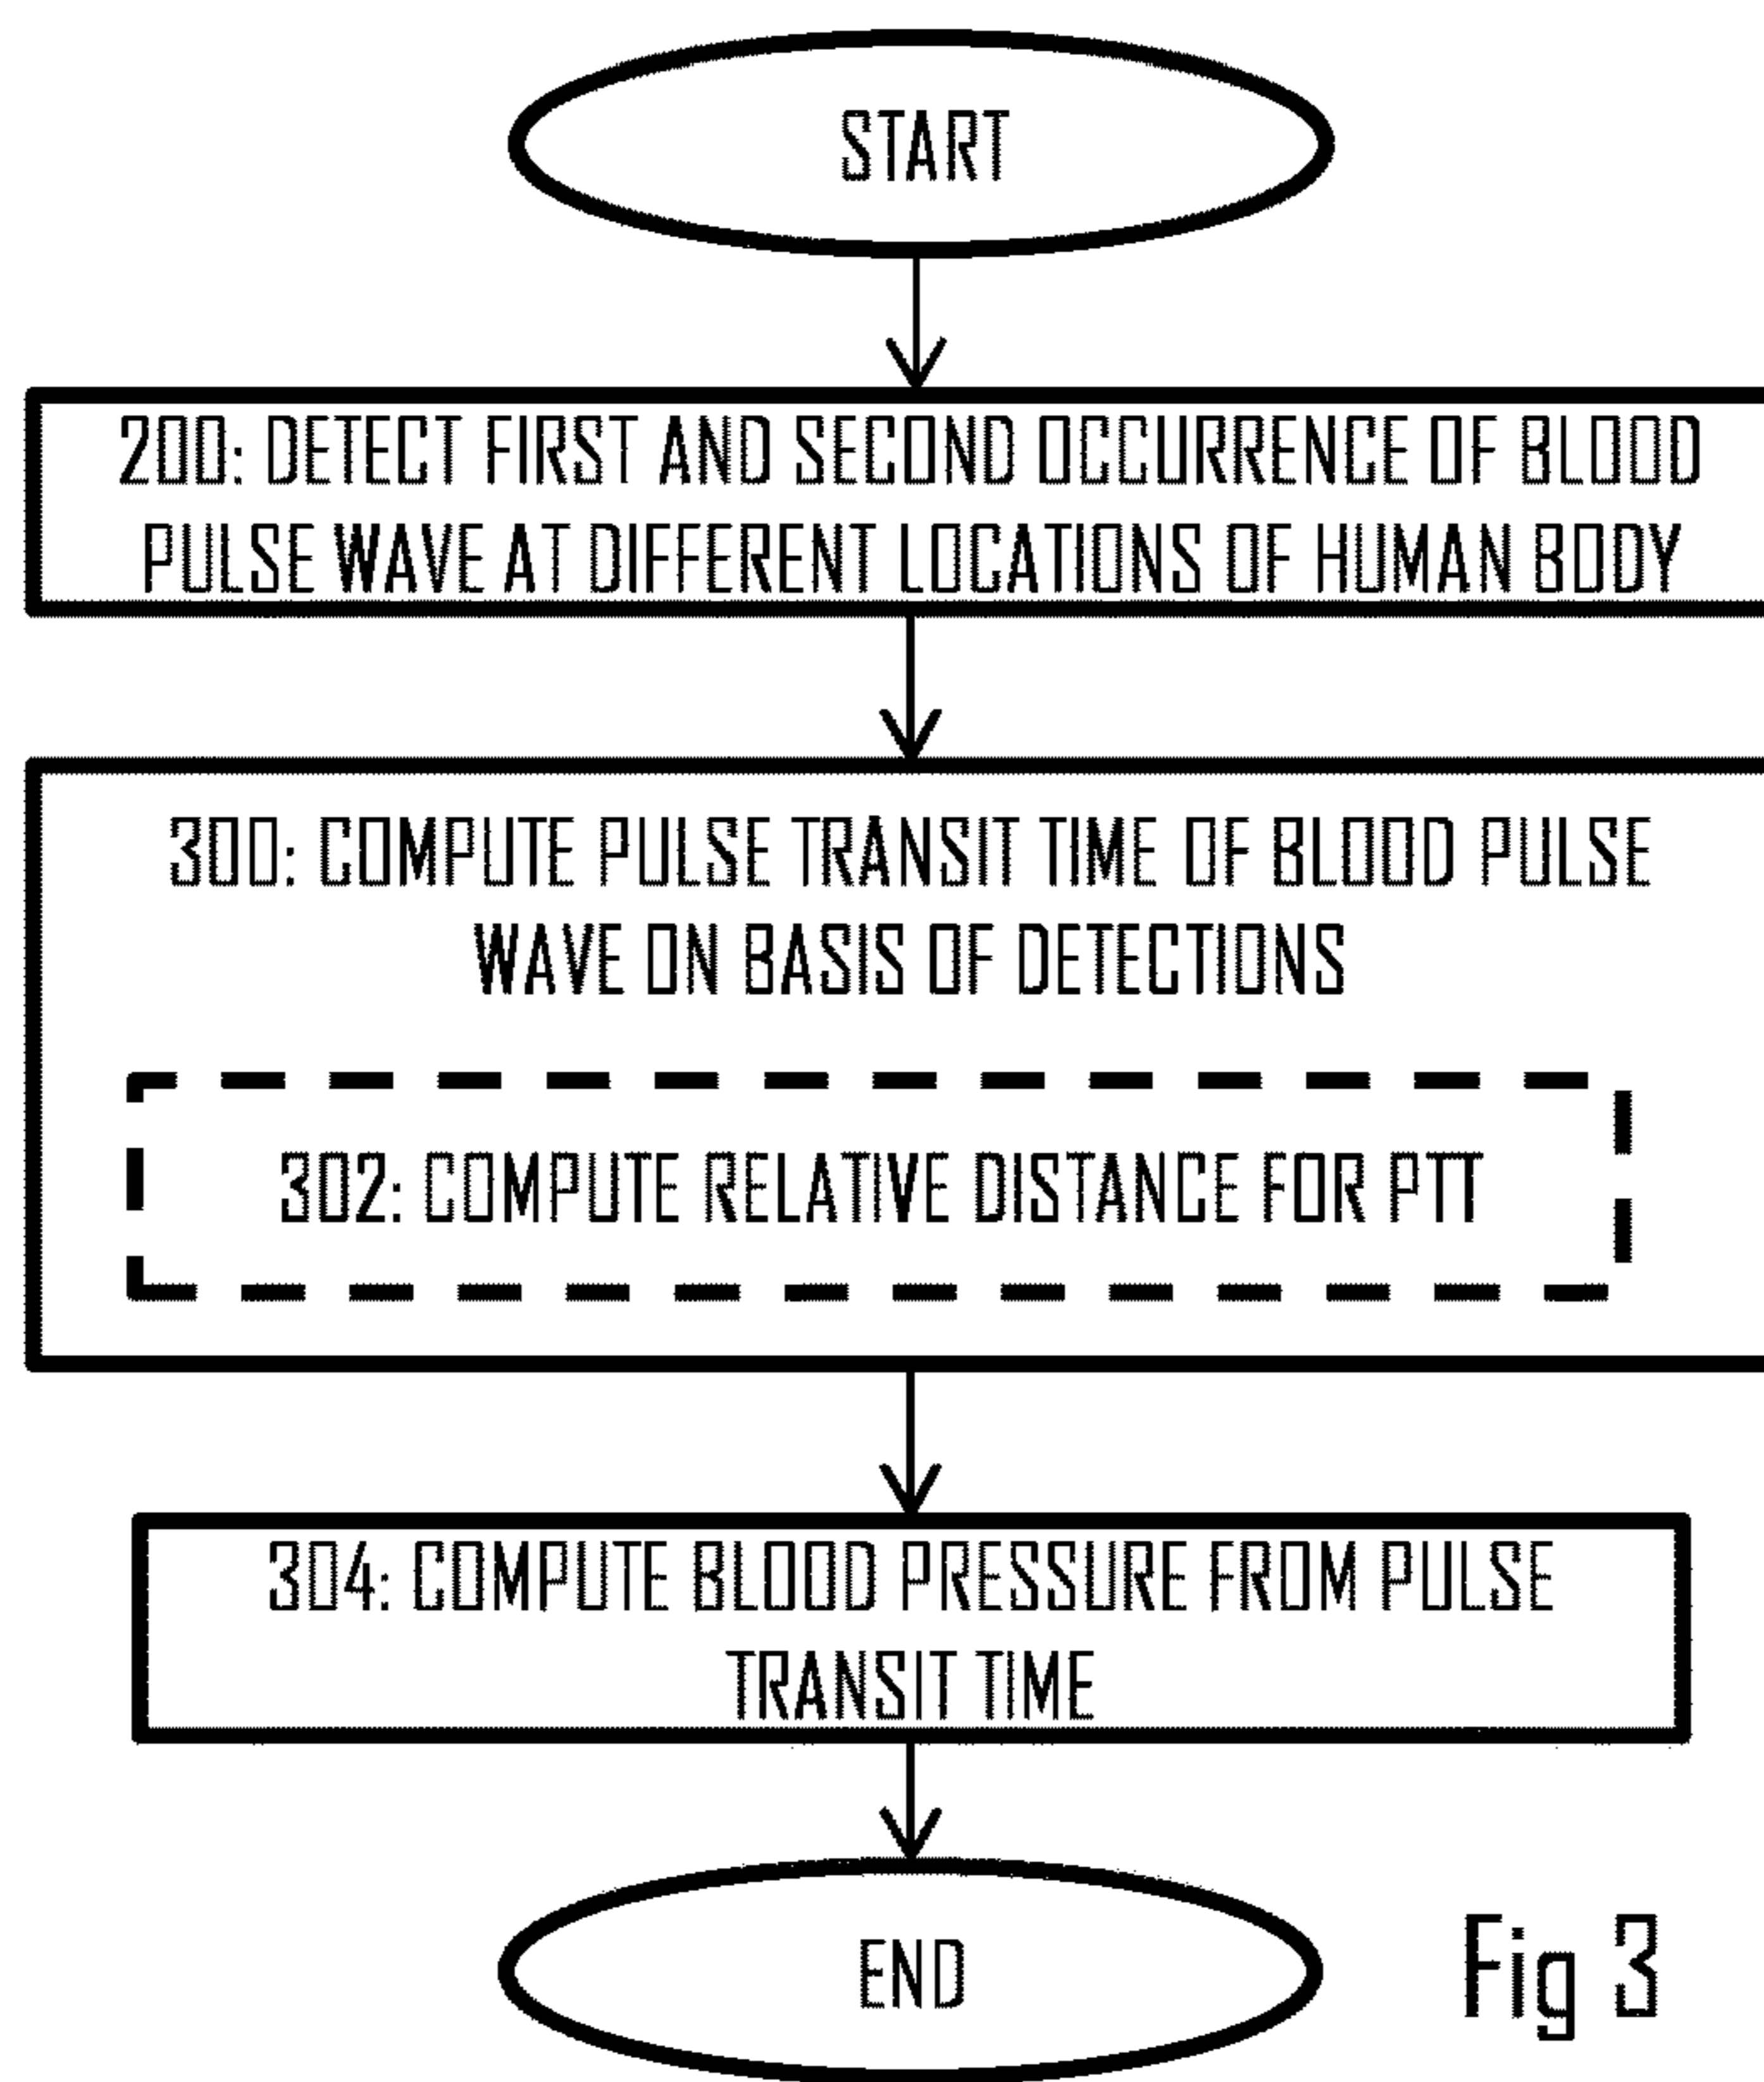 START
200: DETECT FIRST AND SECOND OCCURRENCE OF BLOOD
PULSE WAVE AT DIFFERENT LOCATIONS OF HUMAN BODY
300: COMPUTE PULSE TRANSIT TIME OF BLOOD PULSE
WAVE ON BASIS OF DETECTIONS
302: COMPUTE RELATIVE DISTANCE FOR PTT
304: COMPUTE BLOOD PRESSURE FROM PULSE
TRANSIT TIME
END
Fig 3